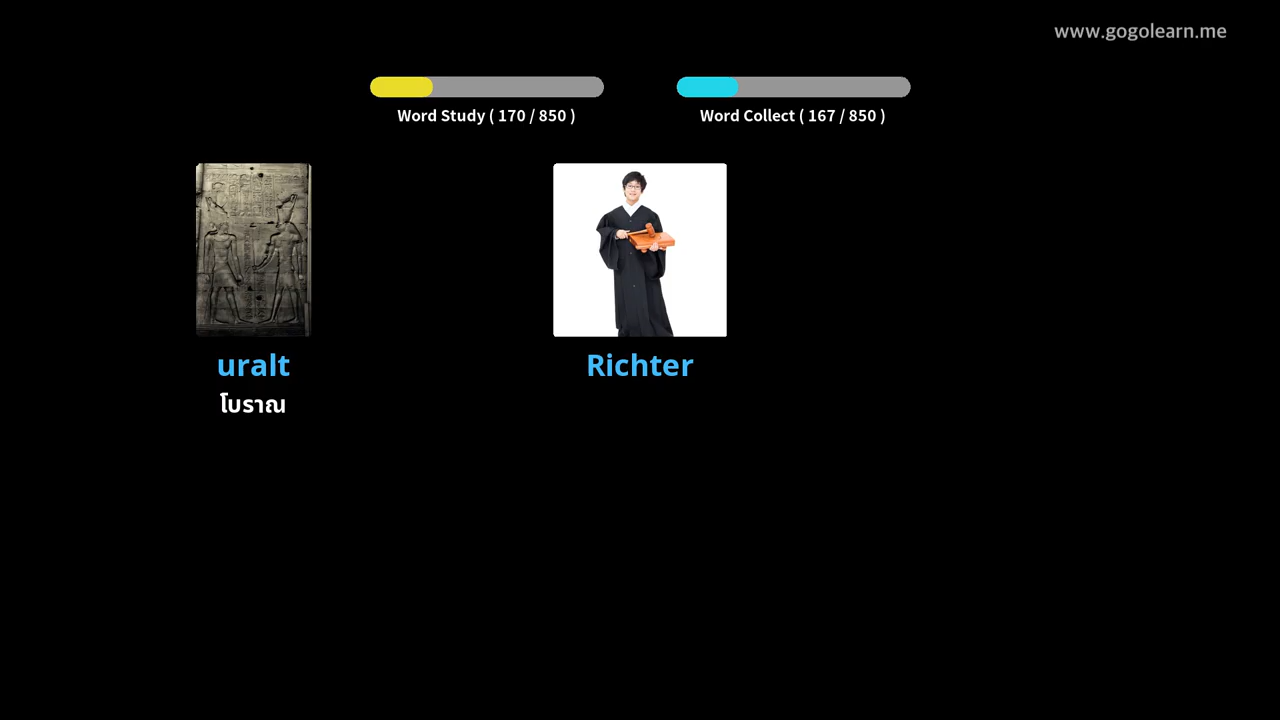 www.gogolearn.me
Word Study ( 170 / 850 )
Word Collect ( 167 / 850 )
uralt
Richter
โบราณ